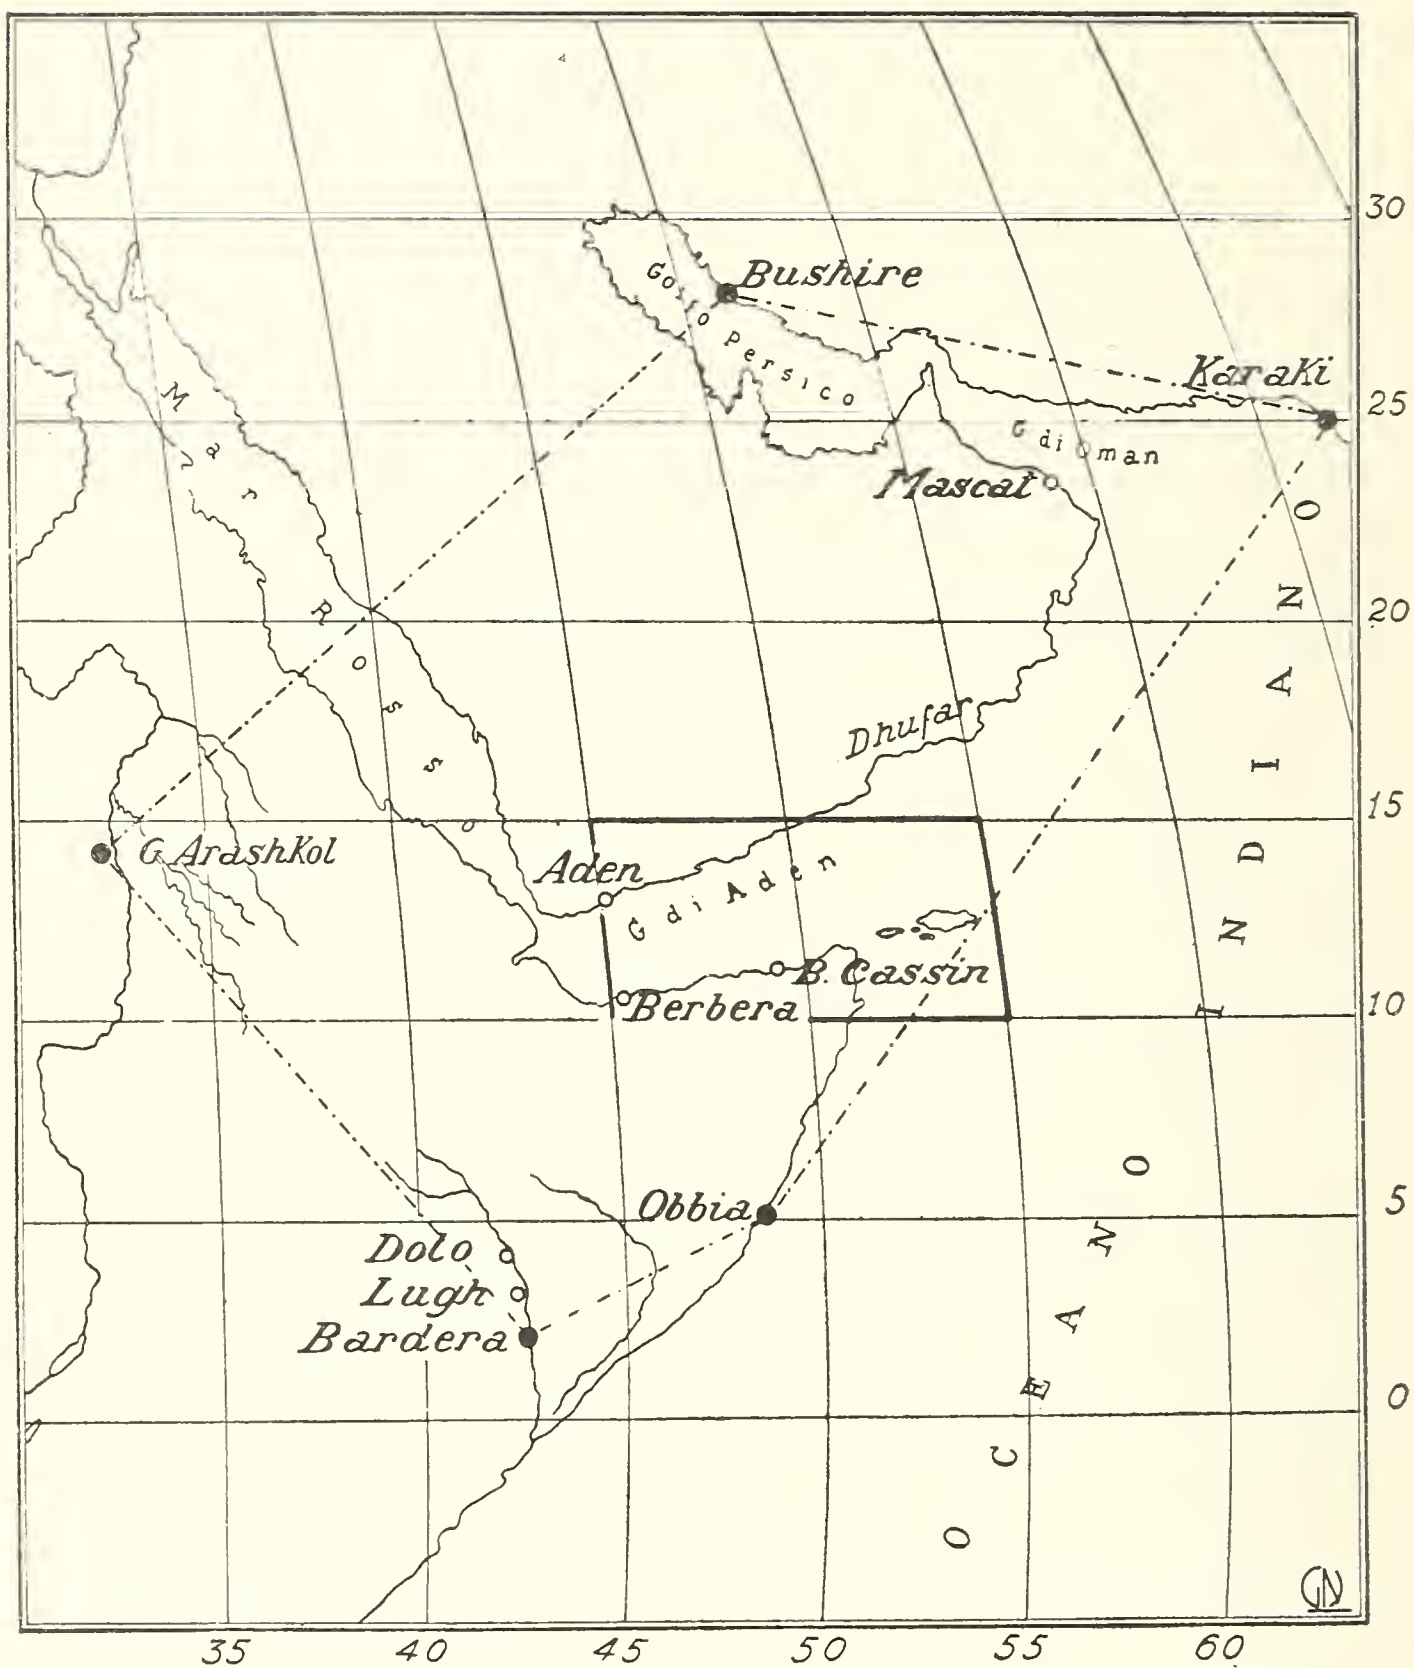 30
Bushire
Golfo Persico
Karaki
25
Mar Rosso
G di Oman
Mascat
20
Dhufar
15
G. Arashkol
Aden
G di Aden
B. Cassin
Berbera
10
OCEANO INDIANO
Obbia
5
Dolo
Lugh
Bardera
0
35 40 45 50 55 60